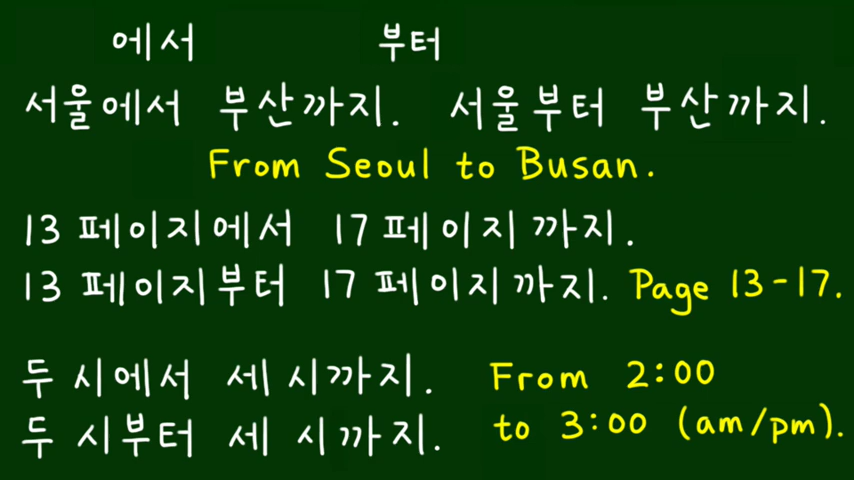 에서 부터
서울에서 부산까지. 서울부터 부산까지.
From Seoul to Busan.
13 페이지에서 17 페이지까지.
13 페이지부터 17 페이지까지. Page 13-17.
두 시에서 세 시까지. From 2:00
두 시부터 세 시까지. to 3:00 (am/pm).